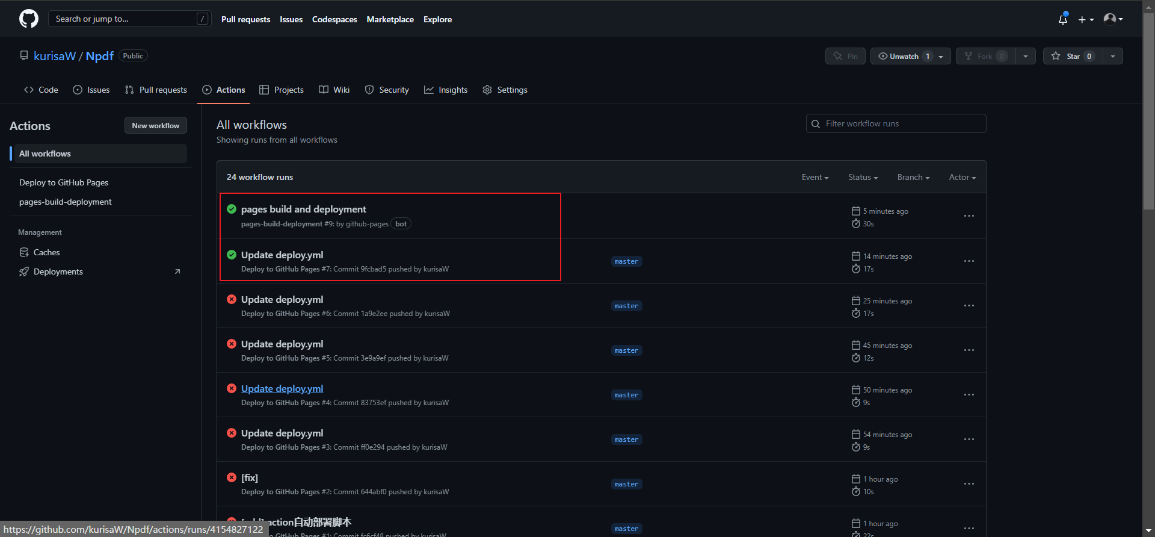 Search or jump to... /
Pull requests Issues Codespaces Marketplace Explore
kurisaW / Npdf Public
Pin Unwatch 1 Fork 0 Star 0
Code Issues Pull requests Actions Projects Wiki Security Insights Settings
Actions New workflow
All workflows
Deploy to GitHub Pages
pages-build-deployment
Management
Caches
Deployments
All workflows
Showing runs from all workflows
Filter workflow runs
24 workflow runs Event Status Branch Actor
pages build and deployment 5 minutes ago
pages-build-deployment #9: by github-pages bot 30s
Update deploy.yml master 14 minutes ago
Deploy to GitHub Pages #7: Commit 9fcbad5 pushed by kurisaW 17s
Update deploy.yml master 25 minutes ago
Deploy to GitHub Pages #6: Commit 1a9e2ee pushed by kurisaW 17s
Update deploy.yml master 45 minutes ago
Deploy to GitHub Pages #5: Commit 3e9a9ef pushed by kurisaW 12s
Update deploy.yml master 50 minutes ago
Deploy to GitHub Pages #4: Commit 83753ef pushed by kurisaW 9s
Update deploy.yml master 54 minutes ago
Deploy to GitHub Pages #3: Commit ff0e294 pushed by kurisaW 9s
[fix] master 1 hour ago
Deploy to GitHub Pages #2: Commit 644abf0 pushed by kurisaW 10s
action自动部署脚本 master 1 hour ago
https://github.com/kurisaW/Npdf/actions/runs/4154827122